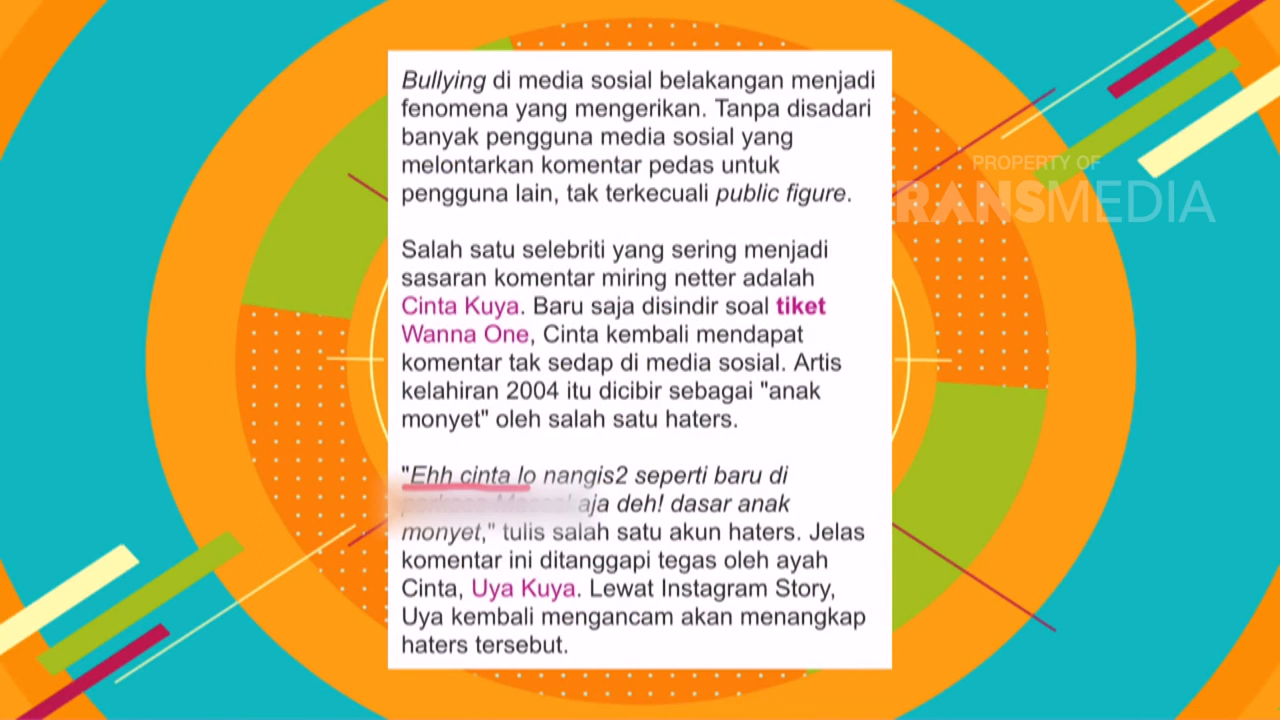 Bullying di media sosial belakangan menjadi
fenomena yang mengerikan. Tanpa disadari
banyak pengguna media sosial yang
melontarkan komentar pedas untuk
pengguna lain, tak terkecuali public figure.
PROPERTY OF
TRANSMEDIA
Salah satu selebriti yang sering menjadi
sasaran komentar miring netter adalah
Cinta Kuya. Baru saja disindir soal tiket
Wanna One, Cinta kembali mendapat
komentar tak sedap di media sosial. Artis
kelahiran 2004 itu dicibir sebagai "anak
monyet" oleh salah satu haters.
"Ehh cinta lo nangis2 seperti baru di
aja deh! dasar anak
monyet," tulis salah satu akun haters. Jelas
komentar ini ditanggapi tegas oleh ayah
Cinta, Uya Kuya. Lewat Instagram Story,
Uya kembali mengancam akan menangkap
haters tersebut.